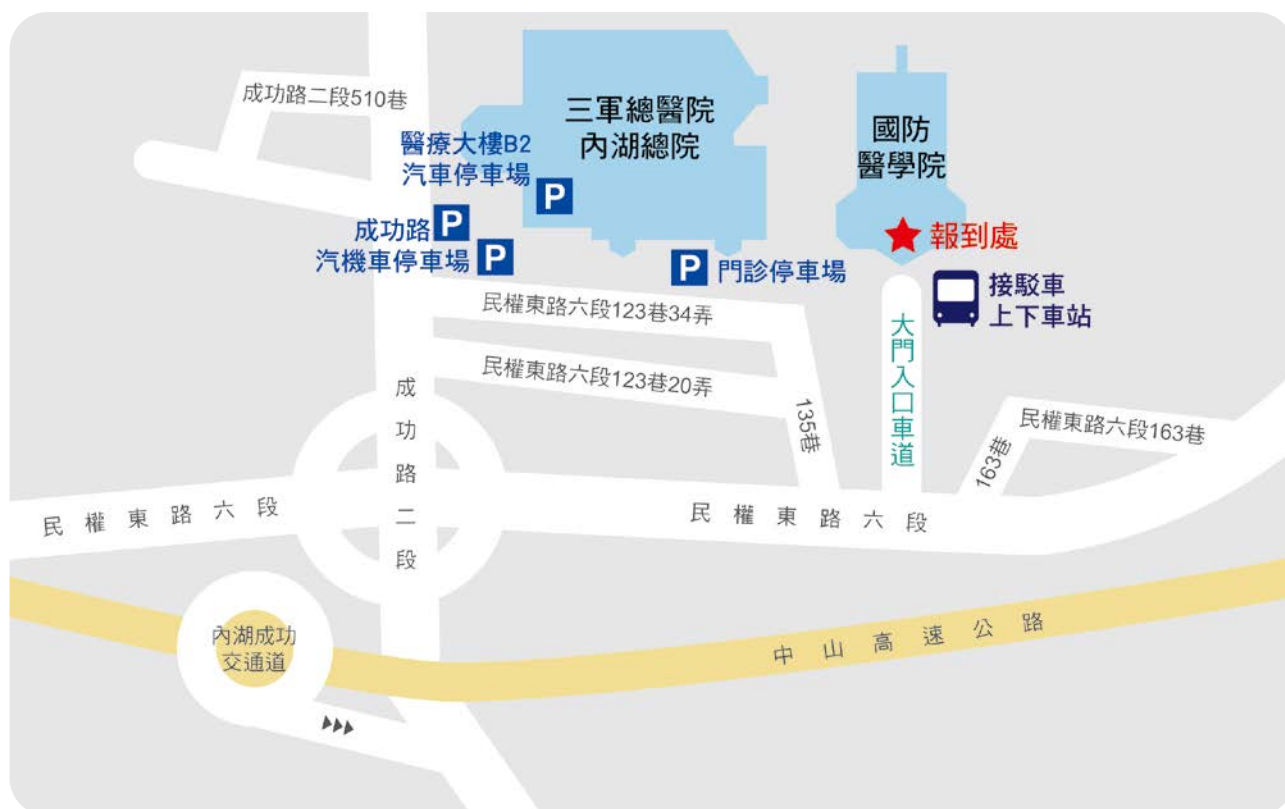 成功路二段510巷
三軍總醫院
內湖總院
國防
醫學院
醫療大樓B2
汽車停車場
P
成功路
汽機車停車場
P
P
P
門診停車場
報到處
接駁車
上下車站
民權東路六段123巷34弄
民權東路六段123巷20弄
135巷
大門入口車道
163巷
民權東路六段163巷
成功路二段
民權東路六段
民權東路六段
內湖成功
交通道
中山高速公路